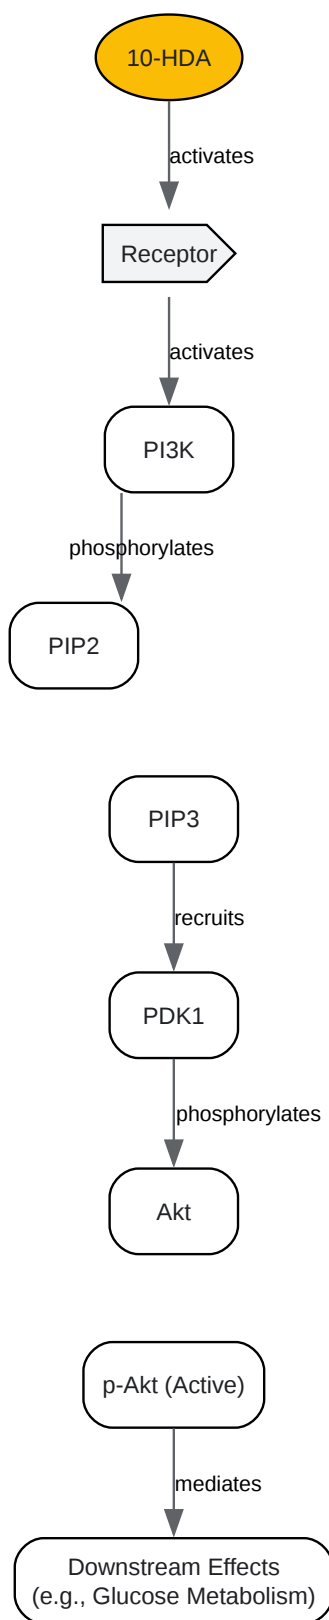 10-HDA
activates
Receptor
activates
PI3K
phosphorylates
PIP2
PIP3
recruits
PDK1
phosphorylates
Akt
p-Akt (Active)
mediates
Downstream Effects
(e.g., Glucose Metabolism)